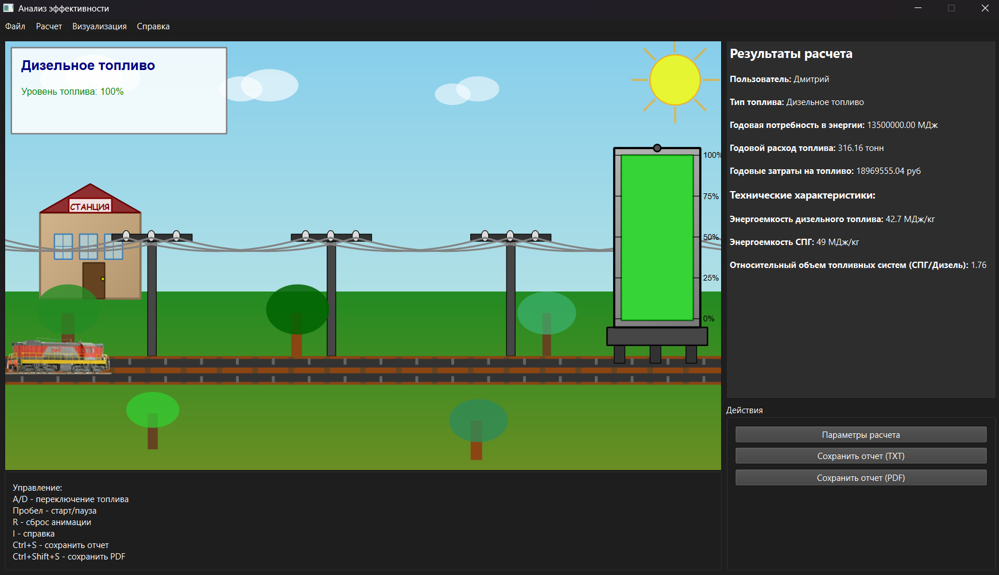 Анализ эффективности
Файл Расчет Визуализация Справка
Дизельное топливо
Уровень топлива: 100%
СТАНЦИЯ
100%
75%
50%
25%
0%
Результаты расчета
Пользователь: Дмитрий
Тип топлива: Дизельное топливо
Годовая потребность в энергии: 13500000.00 МДж
Годовой расход топлива: 316.16 тонн
Годовые затраты на топливо: 18969555.04 руб
Технические характеристики:
Энергоемкость дизельного топлива: 42.7 МДж/кг
Энергоемкость СПГ: 49 МДж/кг
Относительный объем топливных систем (СПГ/Дизель): 1.76
Действия
Параметры расчета
Сохранить отчет (TXT)
Сохранить отчет (PDF)
Управление:
A/D - переключение топлива
Пробел - старт/пауза
R - сброс анимации
I - справка
Ctrl+S - сохранить отчет
Ctrl+Shift+S - сохранить PDF